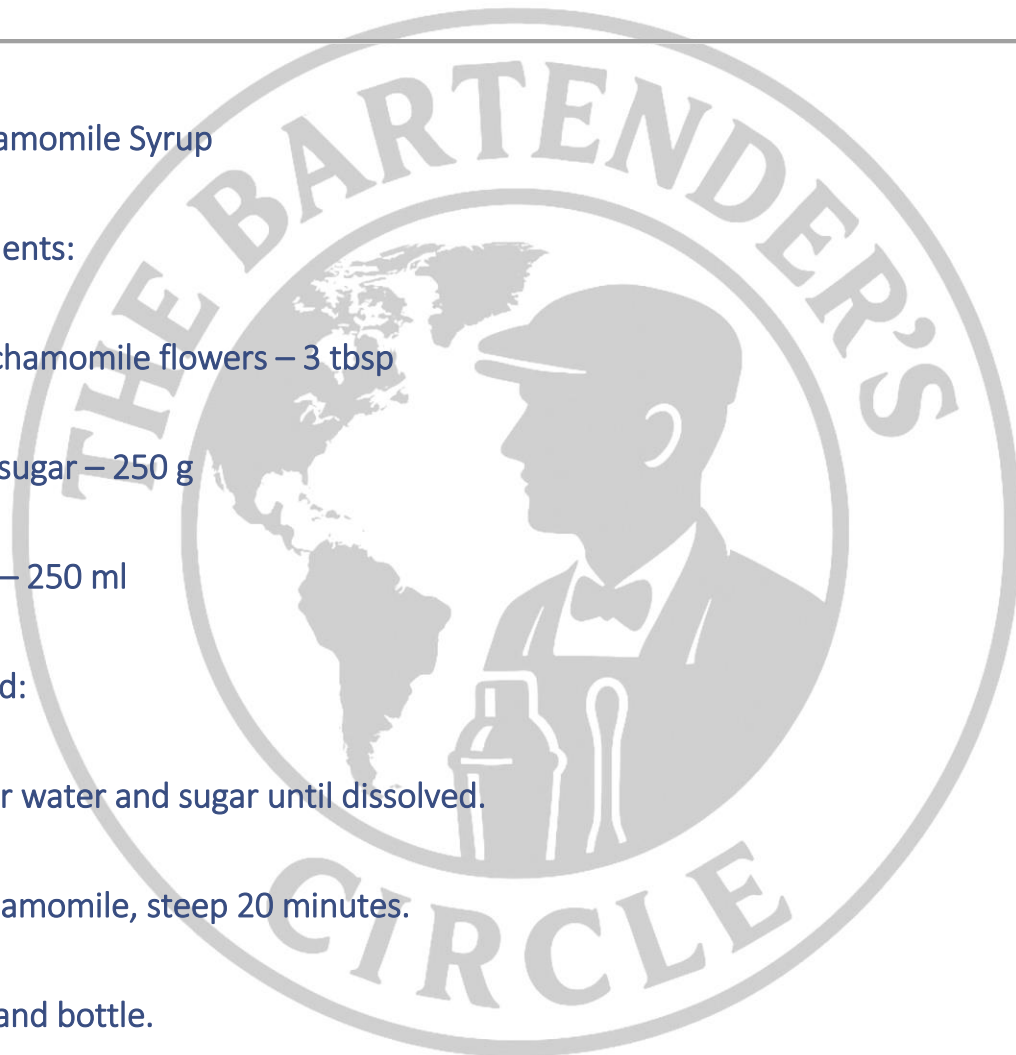 THE BARTENDER'S
amomile Syrup
ents:
chamomile flowers – 3 tbsp
sugar – 250 g
– 250 ml
d:
r water and sugar until dissolved.
amomile, steep 20 minutes.
and bottle.
CIRCLE